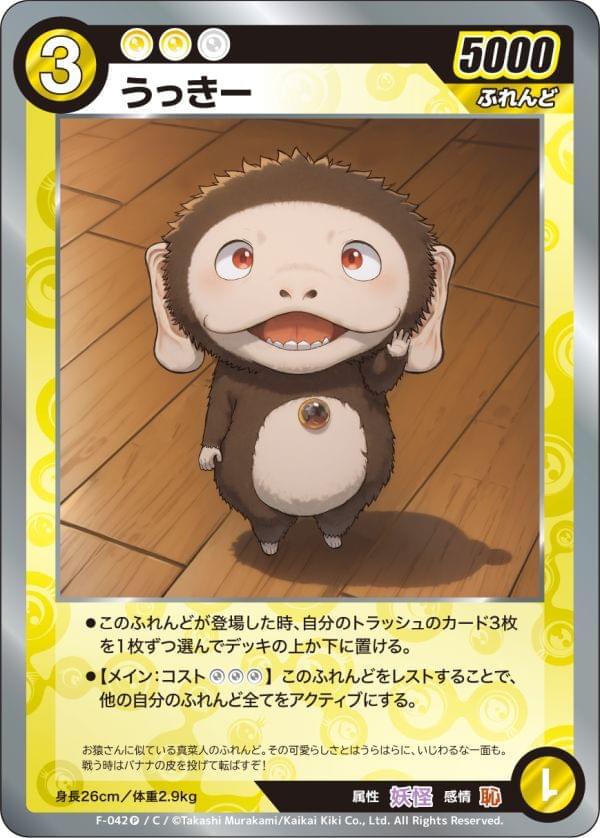 3
5000
うっきー
ふれんど
●このふれんどが登場した時、自分のトラッシュのカード3枚
を1枚ずつ選んでデッキの上か下に置ける。
●【メイン:コスト】このふれんどをレストすることで、
他の自分のふれんど全てをアクティブにする。
お猿さんに似ている真菜人のふれんど。その可愛らしさとはうらはらに、いじわるな一面も。
戦う時はバナナの皮を投げて転ばすぞ!
身長26cm/体重2.9kg
属性 妖怪 感情 恥
1
F-042 P / C / ©Takashi Murakami/Kaikai Kiki Co., Ltd. All Rights Reserved.